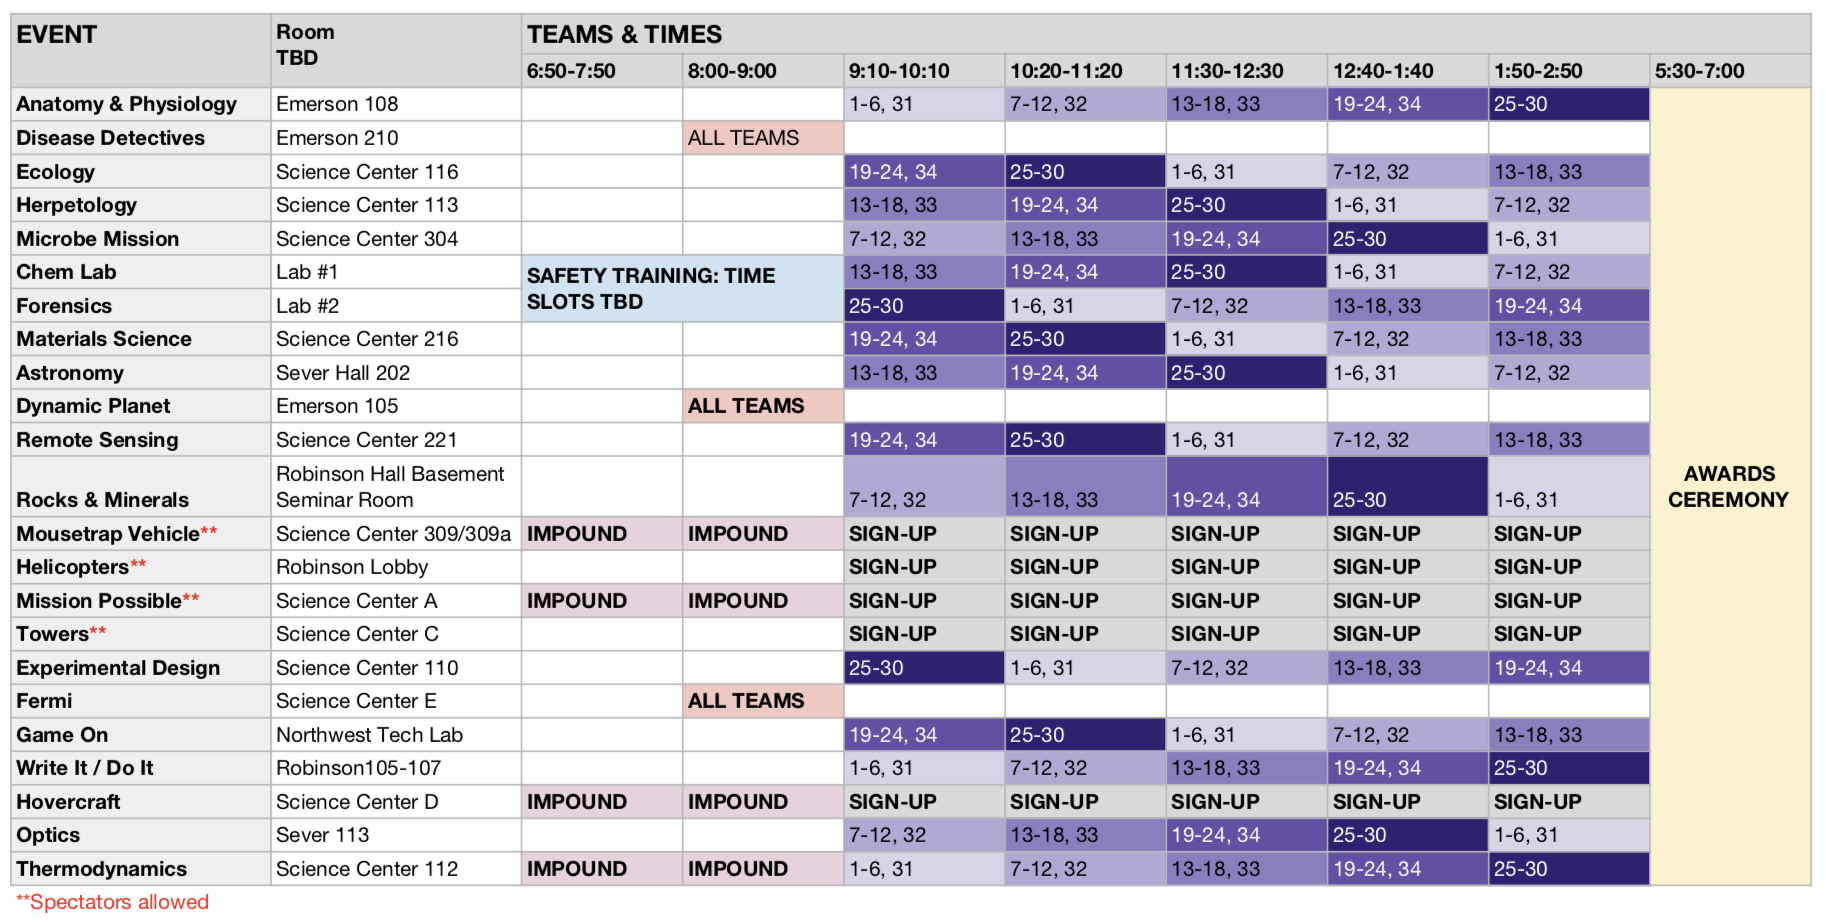 EVENT Room TBD TEAMS & TIMES
6:50-7:50 8:00-9:00 9:10-10:10 10:20-11:20 11:30-12:30 12:40-1:40 1:50-2:50 5:30-7:00
Anatomy & Physiology Emerson 108 1-6, 31 7-12, 32 13-18, 33 19-24, 34 25-30
Disease Detectives Emerson 210 ALL TEAMS
Ecology Science Center 116 19-24, 34 25-30 1-6, 31 7-12, 32 13-18, 33
Herpetology Science Center 113 13-18, 33 19-24, 34 25-30 1-6, 31 7-12, 32
Microbe Mission Science Center 304 7-12, 32 13-18, 33 19-24, 34 25-30 1-6, 31
Chem Lab Lab #1 SAFETY TRAINING: TIME SLOTS TBD 13-18, 33 19-24, 34 25-30 1-6, 31 7-12, 32
Forensics Lab #2 25-30 1-6, 31 7-12, 32 13-18, 33 19-24, 34
Materials Science Science Center 216 19-24, 34 25-30 1-6, 31 7-12, 32 13-18, 33
Astronomy Sever Hall 202 13-18, 33 19-24, 34 25-30 1-6, 31 7-12, 32
Dynamic Planet Emerson 105 ALL TEAMS
Remote Sensing Science Center 221 19-24, 34 25-30 1-6, 31 7-12, 32 13-18, 33
Rocks & Minerals Robinson Hall Basement Seminar Room 7-12, 32 13-18, 33 19-24, 34 25-30 1-6, 31
AWARDS CEREMONY
Mousetrap Vehicle** Science Center 309/309a IMPOUND IMPOUND SIGN-UP SIGN-UP SIGN-UP SIGN-UP SIGN-UP
Helicopters** Robinson Lobby SIGN-UP SIGN-UP SIGN-UP SIGN-UP SIGN-UP
Mission Possible** Science Center A IMPOUND IMPOUND SIGN-UP SIGN-UP SIGN-UP SIGN-UP SIGN-UP
Towers** Science Center C SIGN-UP SIGN-UP SIGN-UP SIGN-UP SIGN-UP
Experimental Design Science Center 110 25-30 1-6, 31 7-12, 32 13-18, 33 19-24, 34
Fermi Science Center E ALL TEAMS
Game On Northwest Tech Lab 19-24, 34 25-30 1-6, 31 7-12, 32 13-18, 33
Write It / Do It Robinson105-107 1-6, 31 7-12, 32 13-18, 33 19-24, 34 25-30
Hovercraft Science Center D IMPOUND IMPOUND SIGN-UP SIGN-UP SIGN-UP SIGN-UP SIGN-UP
Optics Sever 113 7-12, 32 13-18, 33 19-24, 34 25-30 1-6, 31
Thermodynamics Science Center 112 IMPOUND IMPOUND 1-6, 31 7-12, 32 13-18, 33 19-24, 34 25-30
**Spectators allowed